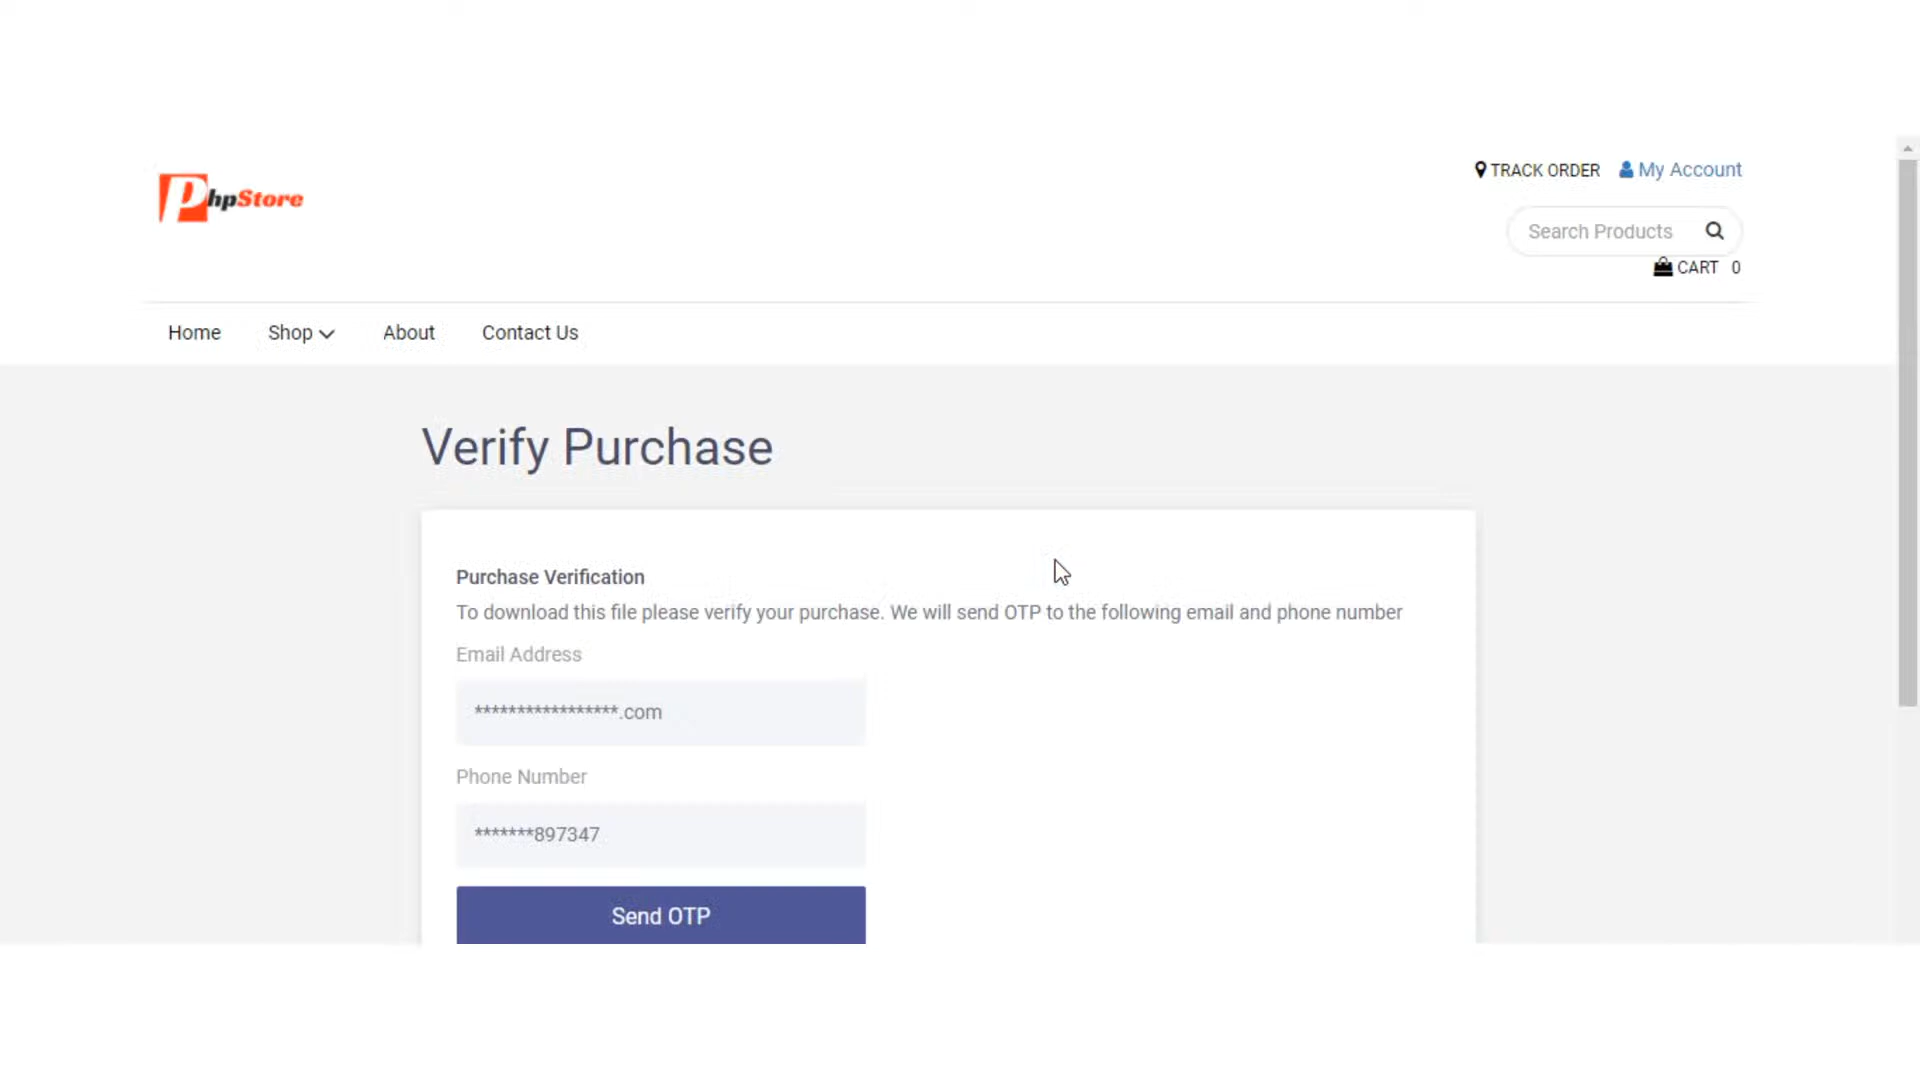 PhpStore
TRACK ORDER My Account
Search Products
CART 0
Home Shop About Contact Us
Verify Purchase
Purchase Verification
To download this file please verify your purchase. We will send OTP to the following email and phone number
Email Address
*****************.com
Phone Number
*******897347
Send OTP